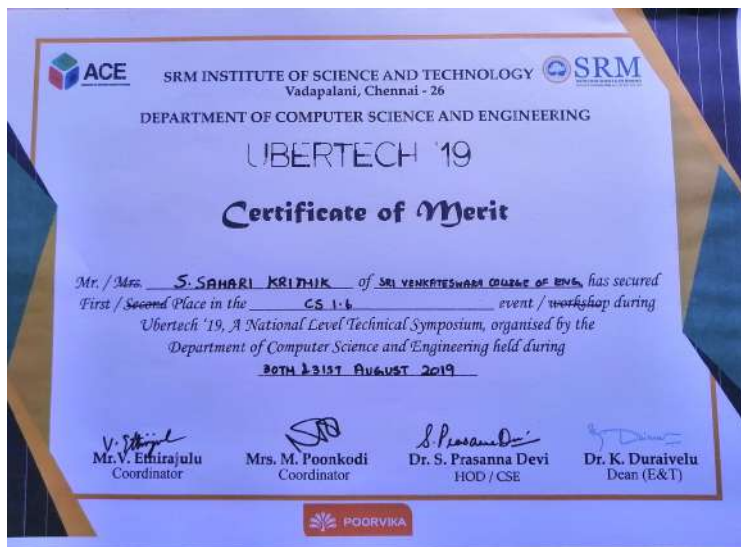 ACE
SRM
SRM INSTITUTE OF SCIENCE AND TECHNOLOGY
Vadapalani, Chennai - 26
DEPARTMENT OF COMPUTER SCIENCE AND ENGINEERING
UBERTECH '19
Certificate of Merit
Mr. / Mrs. S. SAHARI KRITHIK of SRI VENKATESWARA COLLEGE OF ENG, has secured
First / Second Place in the CS 1.6 event / workshop during
Ubertech '19, A National Level Technical Symposium, organised by the
Department of Computer Science and Engineering held during
30TH & 31ST AUGUST 2019
Mr.V. Ethirajulu Mrs. M. Poonkodi Dr. S. Prasanna Devi Dr. K. Duraivelu
Coordinator Coordinator HOD / CSE Dean (E&T)
POORVIKA